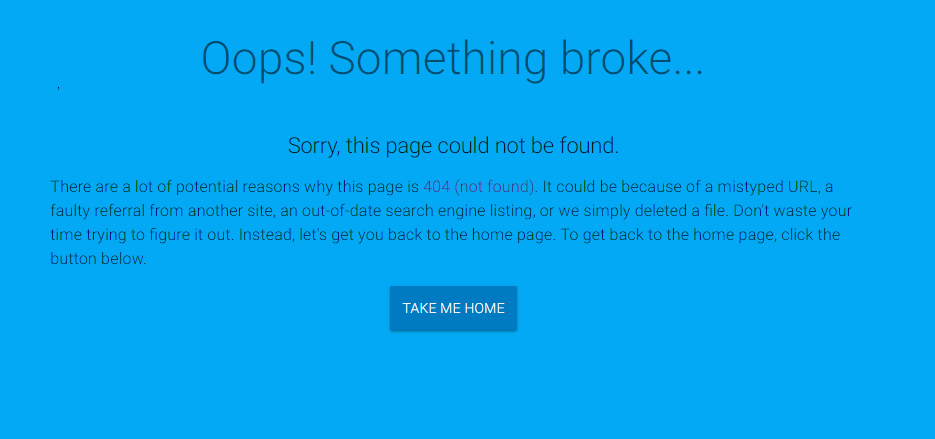 Oops! Something broke...
Sorry, this page could not be found.
There are a lot of potential reasons why this page is 404 (not found). It could be because of a mistyped URL, a
faulty referral from another site, an out-of-date search engine listing, or we simply deleted a file. Don't waste your
time trying to figure it out. Instead, let's get you back to the home page. To get back to the home page, click the
button below.
TAKE ME HOME